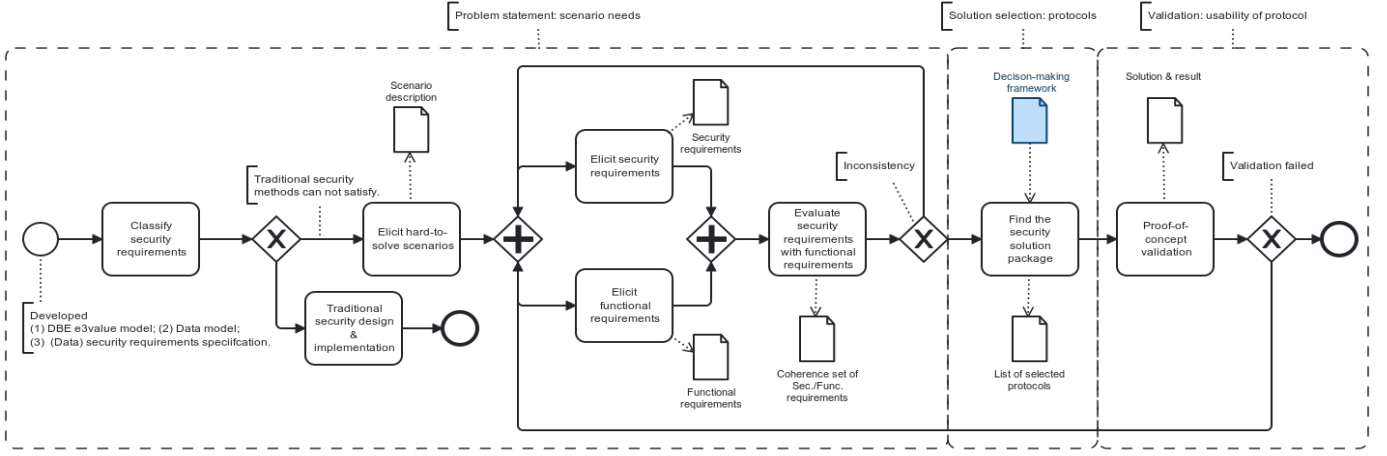 Problem statement: scenario needs
Solution selection: protocols
Validation: usability of protocol
Scenario
description
Security
requirements
Decison-making
framework
Solution & result
Traditional security
methods can not satisfy.
Inconsistency
Validation failed
Classify
security
requirements
X
Elicit hard-to-
solve scenarios
Elicit security
requirements
Elicit
functional
requirements
Evaluate
security
requirements
with functional
requirements
X
Find the
security
solution
package
Proof-of-
concept
validation
X
Developed
(1) DBE e3value model; (2) Data model;
(3) (Data) security requirements speciifcation.
Traditional
security design
&
implementation
Functional
requirements
Coherence set of
Sec./Func.
requirements
List of selected
protocols